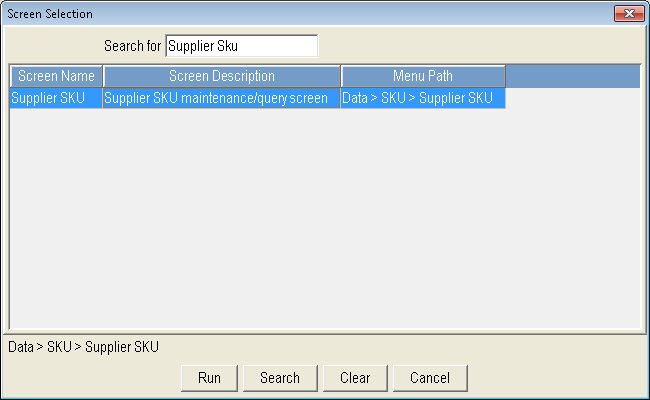 Screen Selection
Search for Supplier Sku
Screen Name Screen Description Menu Path
Supplier SKU Supplier SKU maintenance/query screen Data > SKU > Supplier SKU
Data > SKU > Supplier SKU
Run Search Clear Cancel